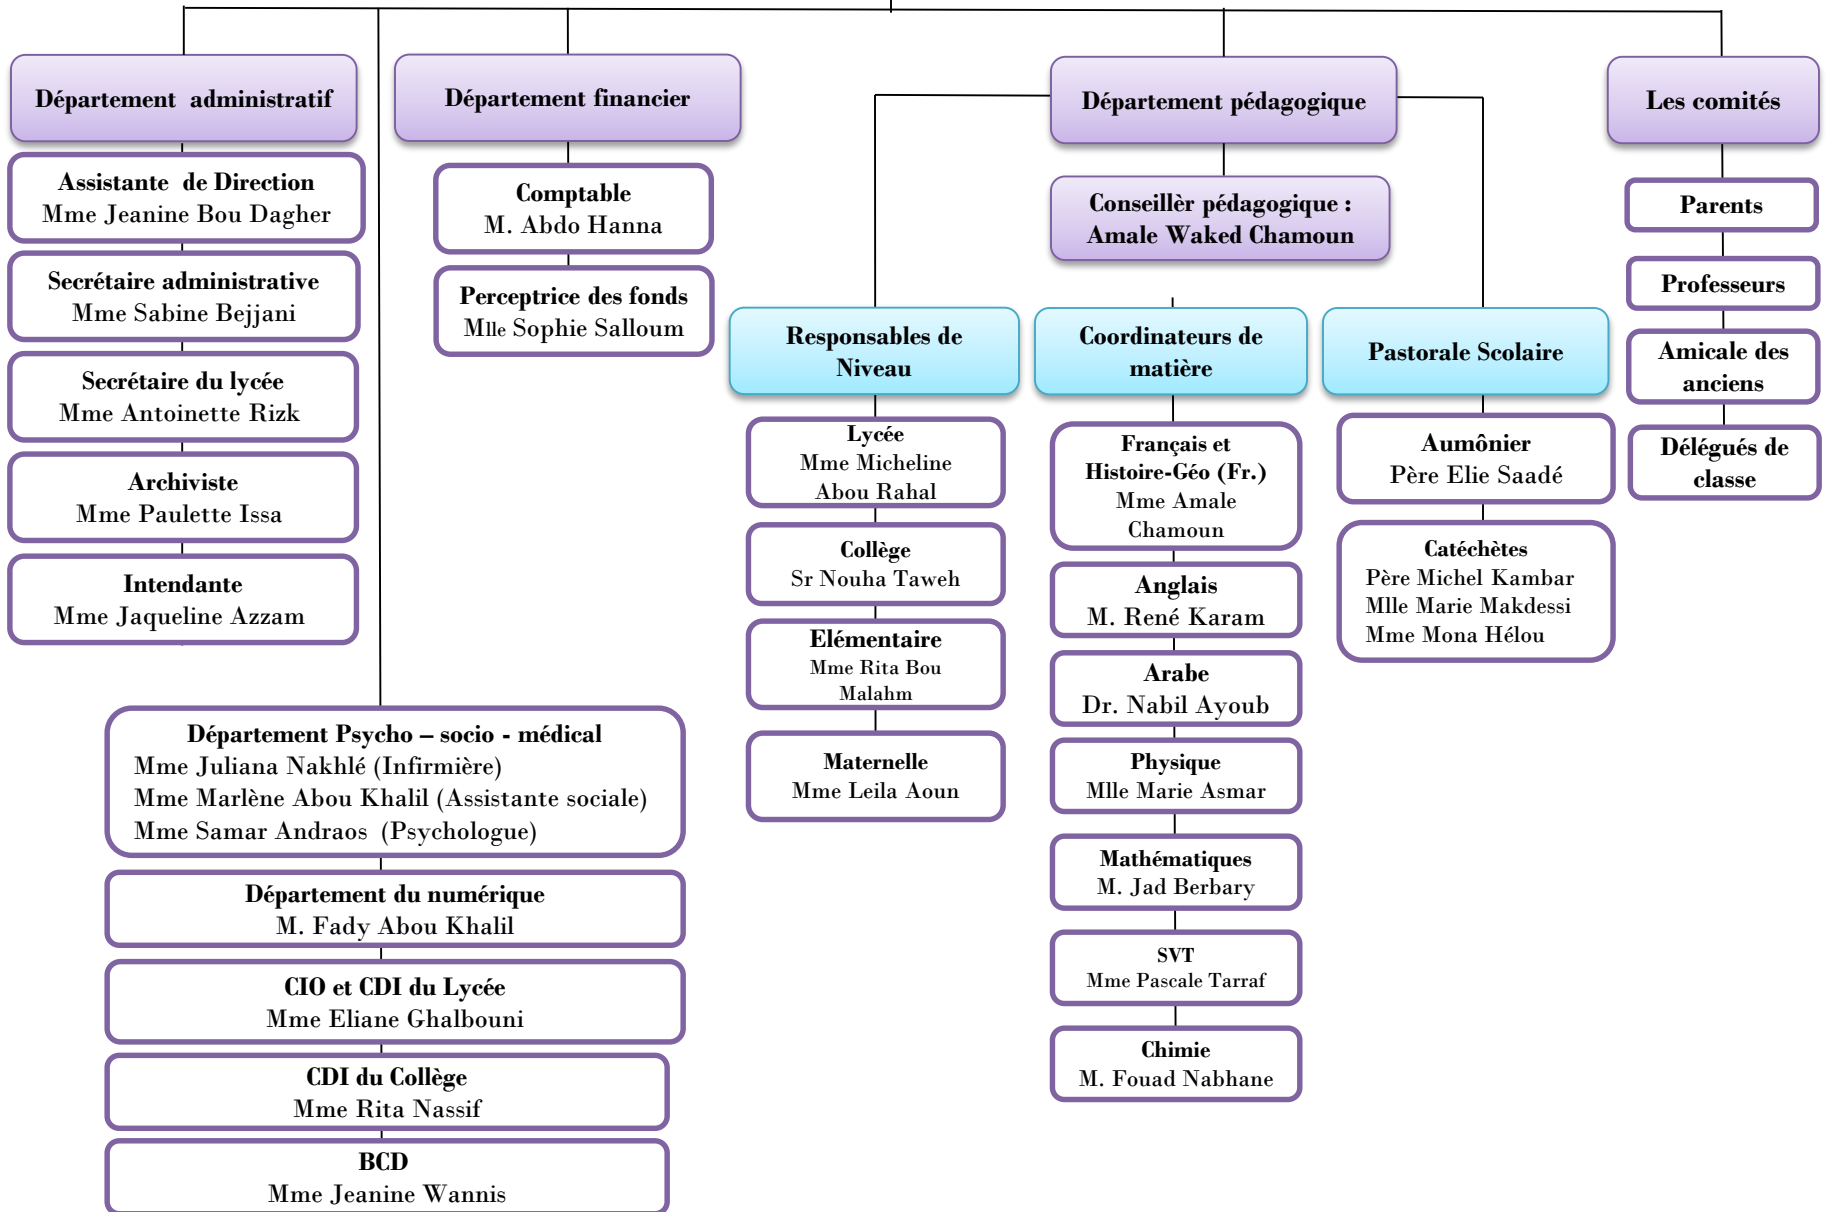 Département administratif
Assistante de Direction
Mme Jeanine Bou Dagher
Secrétaire administrative
Mme Sabine Bejjani
Secrétaire du lycée
Mme Antoinette Rizk
Archiviste
Mme Paulette Issa
Intendante
Mme Jaqueline Azzam
Département Psycho – socio - médical
Mme Juliana Nakhlé (Infirmière)
Mme Marlène Abou Khalil (Assistante sociale)
Mme Samar Andraos (Psychologue)
Département du numérique
M. Fady Abou Khalil
CIO et CDI du Lycée
Mme Eliane Ghalbouni
CDI du Collège
Mme Rita Nassif
BCD
Mme Jeanine Wannis
Département financier
Comptable
M. Abdo Hanna
Perceptrice des fonds
Mlle Sophie Salloum
Département pédagogique
Conseillèr pédagogique :
Amale Waked Chamoun
Responsables de
Niveau
Lycée
Mme Micheline
Abou Rahal
Collège
Sr Nouha Taweh
Elémentaire
Mme Rita Bou
Malahm
Maternelle
Mme Leila Aoun
Coordinateurs de
matière
Français et
Histoire-Géo (Fr.)
Mme Amale
Chamoun
Anglais
M. René Karam
Arabe
Dr. Nabil Ayoub
Physique
Mlle Marie Asmar
Mathématiques
M. Jad Berbary
SVT
Mme Pascale Tarraf
Chimie
M. Fouad Nabhane
Pastorale Scolaire
Aumônier
Père Elie Saadé
Catéchètes
Père Michel Kambar
Mlle Marie Makdessi
Mme Mona Hélou
Les comités
Parents
Professeurs
Amicale des
anciens
Délégués de
classe